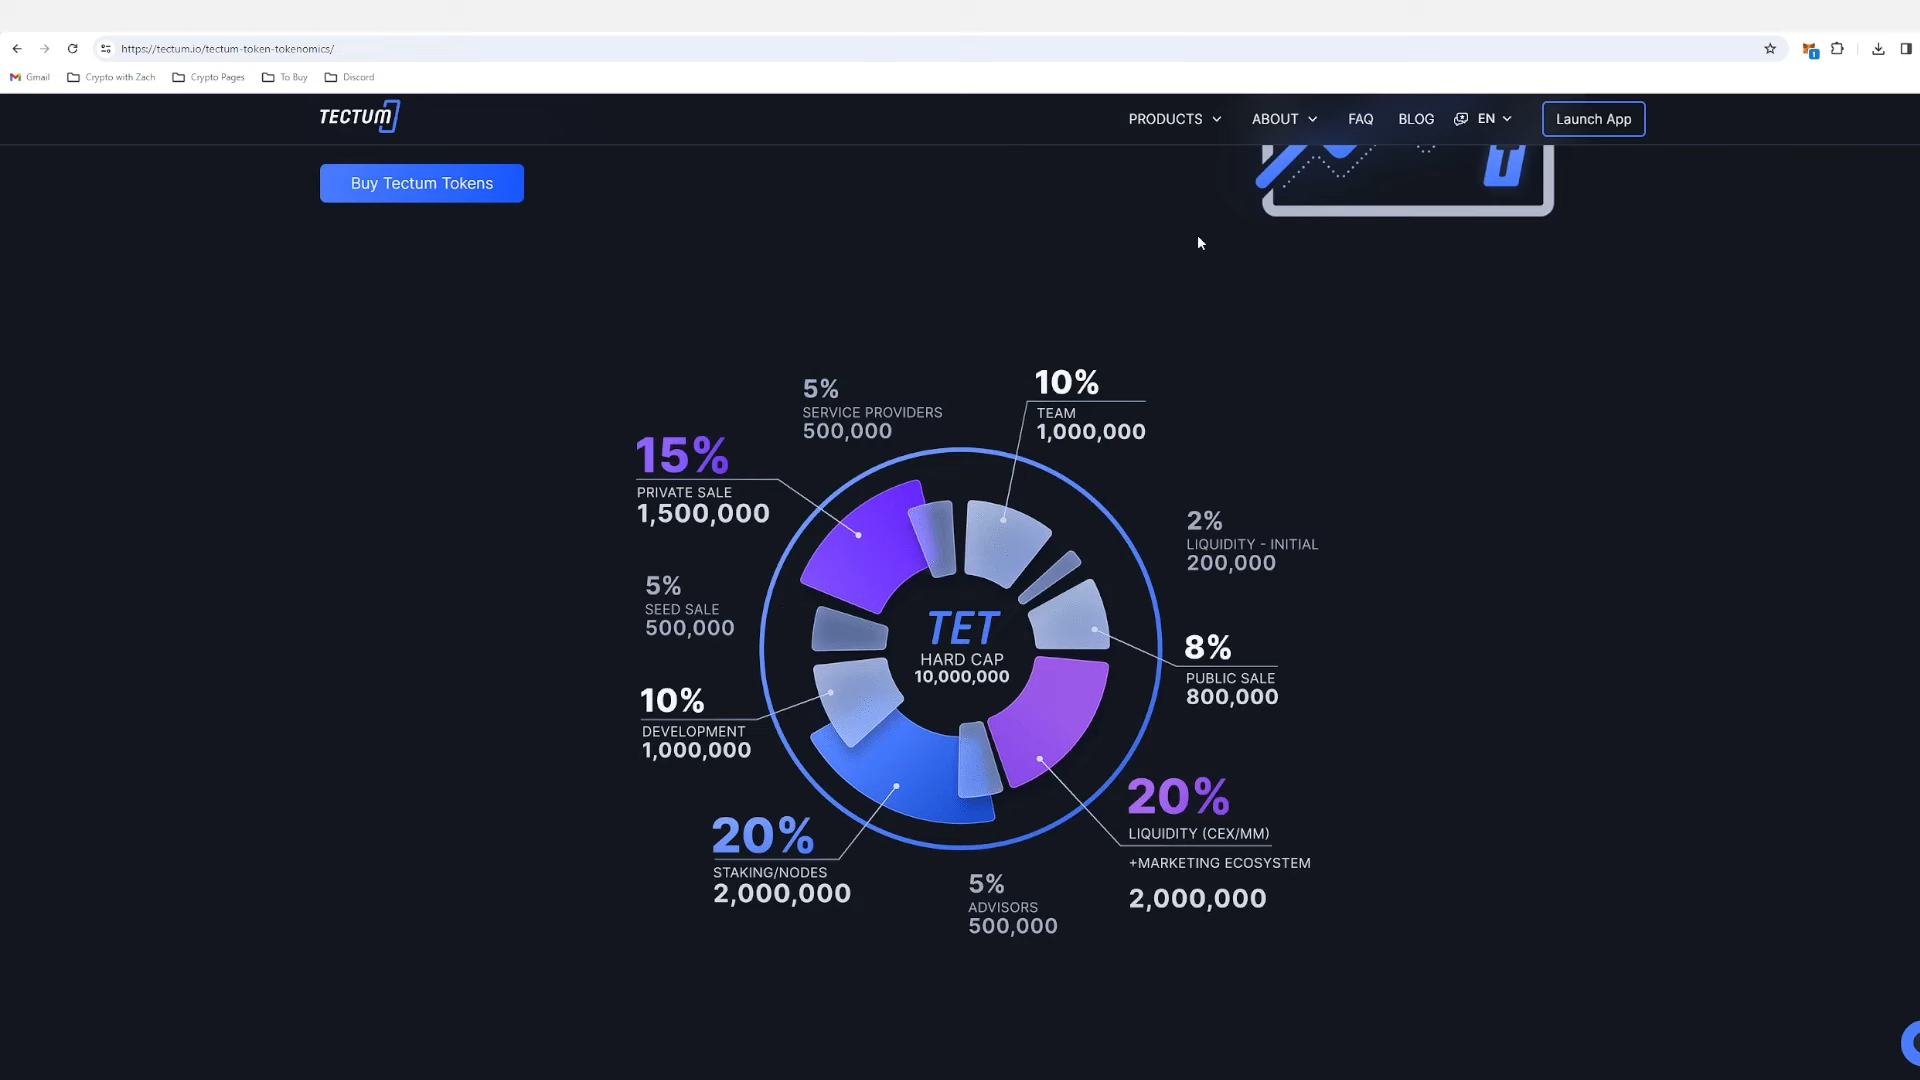 https://tectum.io/tectum-token-tokenomics/
Gmail
Crypto with Zach
Crypto Pages
To Buy
Discord
TECTUM
PRODUCTS
ABOUT
FAQ
BLOG
EN
Launch App
Buy Tectum Tokens
5%
SERVICE PROVIDERS
500,000
10%
TEAM
1,000,000
15%
PRIVATE SALE
1,500,000
2%
LIQUIDITY - INITIAL
200,000
5%
SEED SALE
500,000
TET
HARD CAP
10,000,000
8%
PUBLIC SALE
800,000
10%
DEVELOPMENT
1,000,000
20%
LIQUIDITY (CEX/MM)
+MARKETING ECOSYSTEM
2,000,000
20%
STAKING/NODES
2,000,000
5%
ADVISORS
500,000